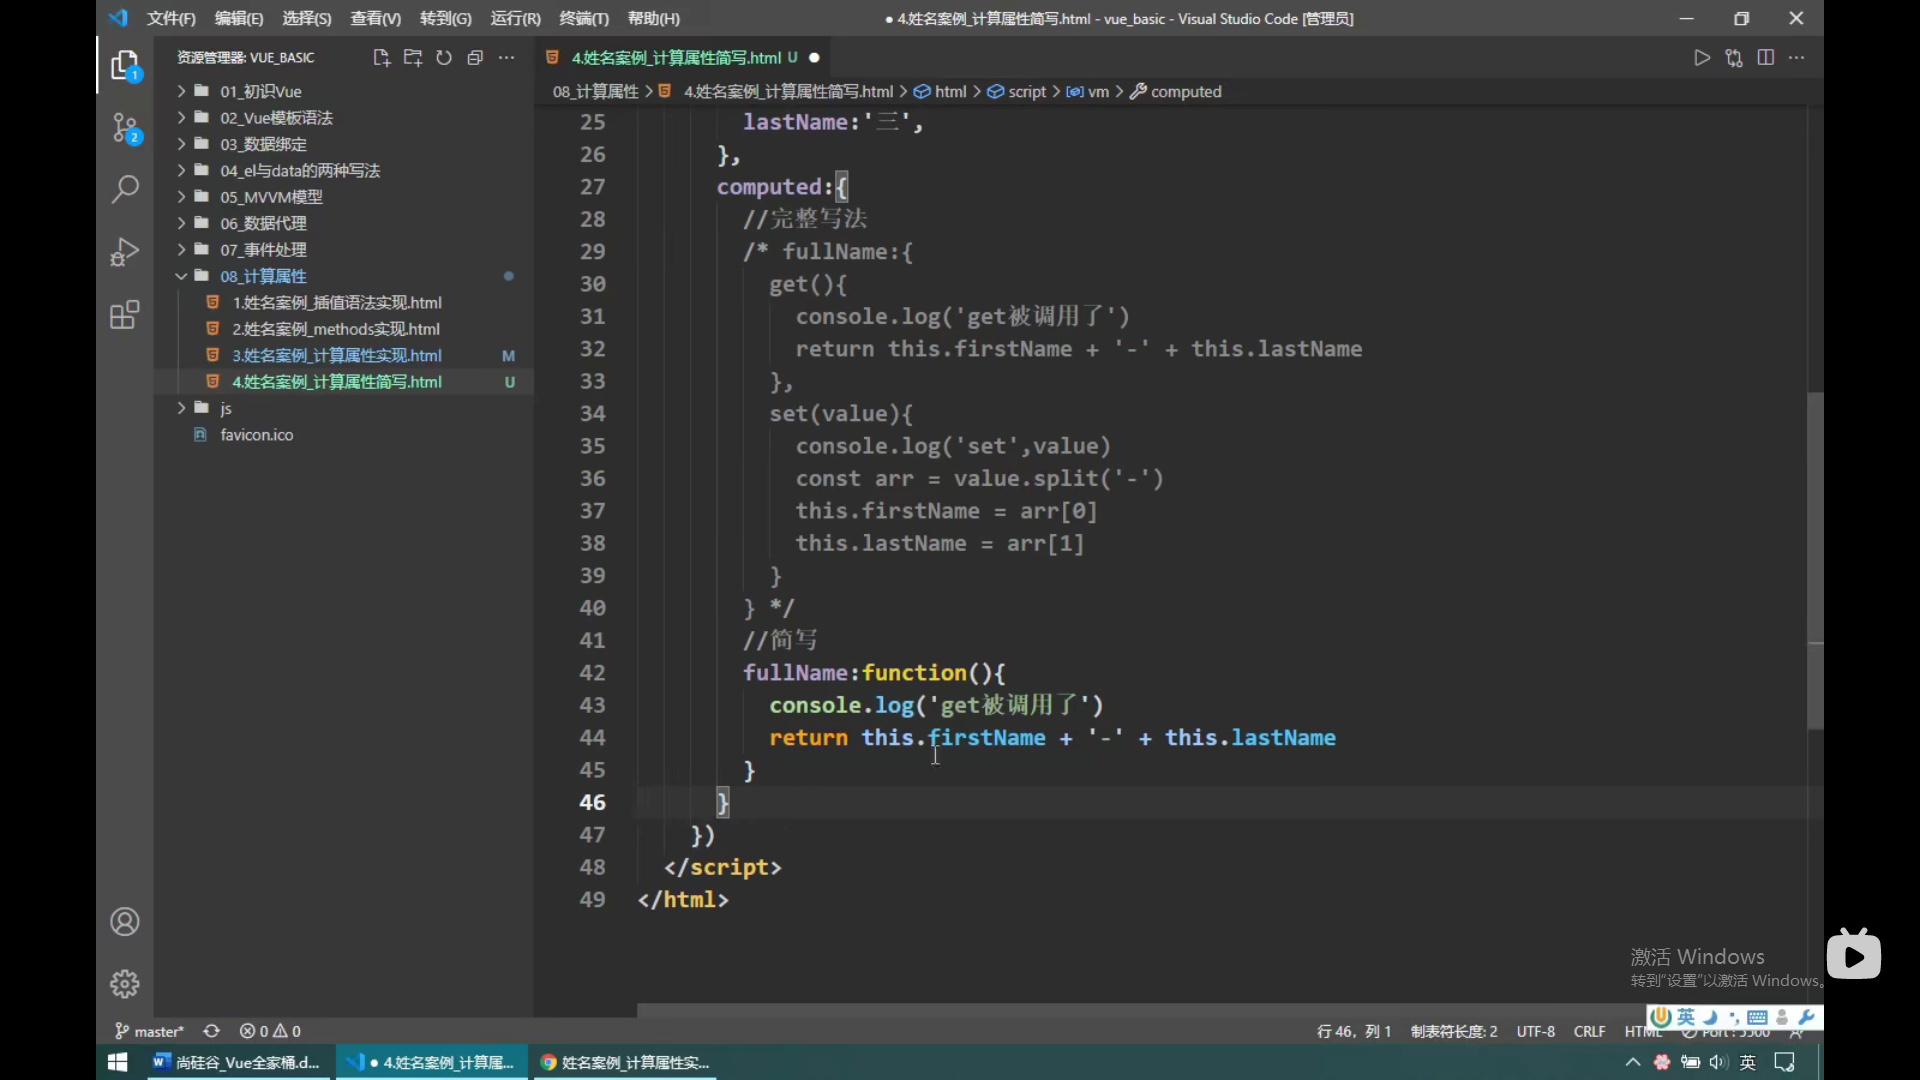 文件(F) 编辑(E) 选择(S) 查看(V) 转到(G) 运行(R) 终端(T) 帮助(H)
● 4.姓名案例_计算属性简写.html - vue_basic - Visual Studio Code [管理员]
资源管理器: VUE_BASIC
1
2
01_初识Vue
02_Vue模板语法
03_数据绑定
04_el与data的两种写法
05_MVVM模型
06_数据代理
07_事件处理
08_计算属性
1.姓名案例_插值语法实现.html
2.姓名案例_methods实现.html
3.姓名案例_计算属性实现.html M
4.姓名案例_计算属性简写.html U
js
favicon.ico
4.姓名案例_计算属性简写.html U ●
08_计算属性 > 4.姓名案例_计算属性简写.html > html > script > vm > computed
25 lastName:'三',
26 },
27 computed:{
28 //完整写法
29 /* fullName:{
30 get(){
31 console.log('get被调用了')
32 return this.firstName + '-' + this.lastName
33 },
34 set(value){
35 console.log('set',value)
36 const arr = value.split('-')
37 this.firstName = arr[0]
38 this.lastName = arr[1]
39 }
40 } */
41 //简写
42 fullName:function(){
43 console.log('get被调用了')
44 return this.firstName + '-' + this.lastName
45 }
46 }
47 })
48 </script>
49 </html>
激活 Windows
转到"设置"以激活 Windows。
英
master* 0 0
行 46，列 1 制表符长度: 2 UTF-8 CRLF HTML Port : 5500
尚硅谷_Vue全家桶.d...
● 4.姓名案例_计算属...
姓名案例_计算属性实...
英